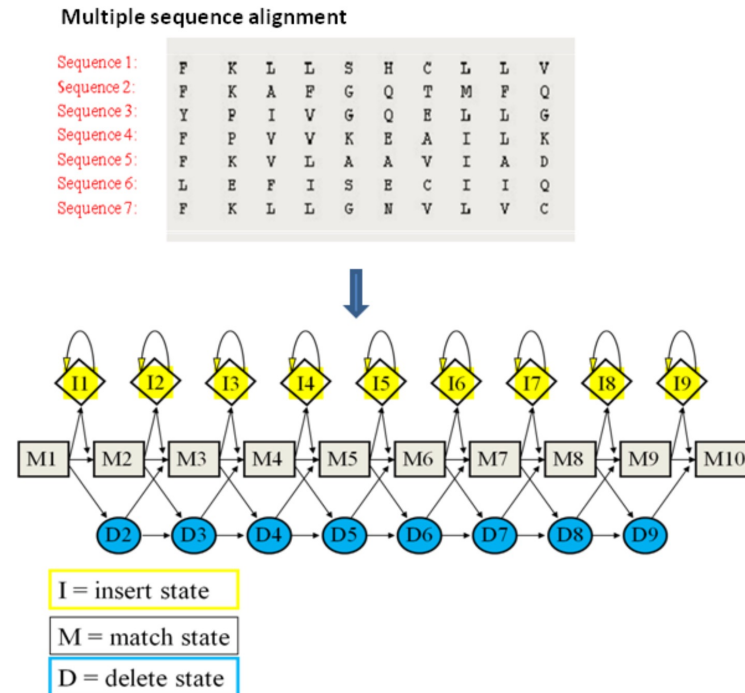 Multiple sequence alignment
Sequence 1: F K L L S H C L L V
Sequence 2: F K A F G Q T M F Q
Sequence 3: Y P I V G Q E L L G
Sequence 4: F P V V K E A I L K
Sequence 5: F K V L A A V I A D
Sequence 6: L E F I S E C I I Q
Sequence 7: F K L L G N V L V C
I1 I2 I3 I4 I5 I6 I7 I8 I9
M1 M2 M3 M4 M5 M6 M7 M8 M9 M10
D2 D3 D4 D5 D6 D7 D8 D9
I = insert state
M = match state
D = delete state